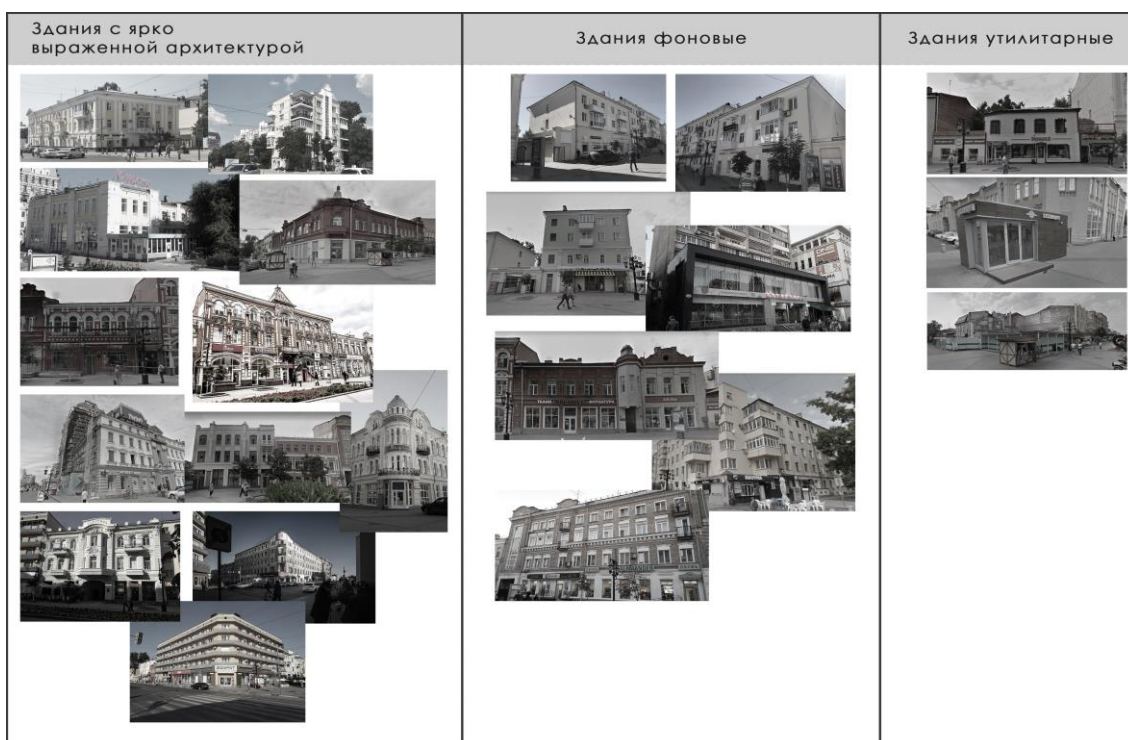 Здания с ярко
выраженной архитектурой
Здания фоновые
Здания утилитарные